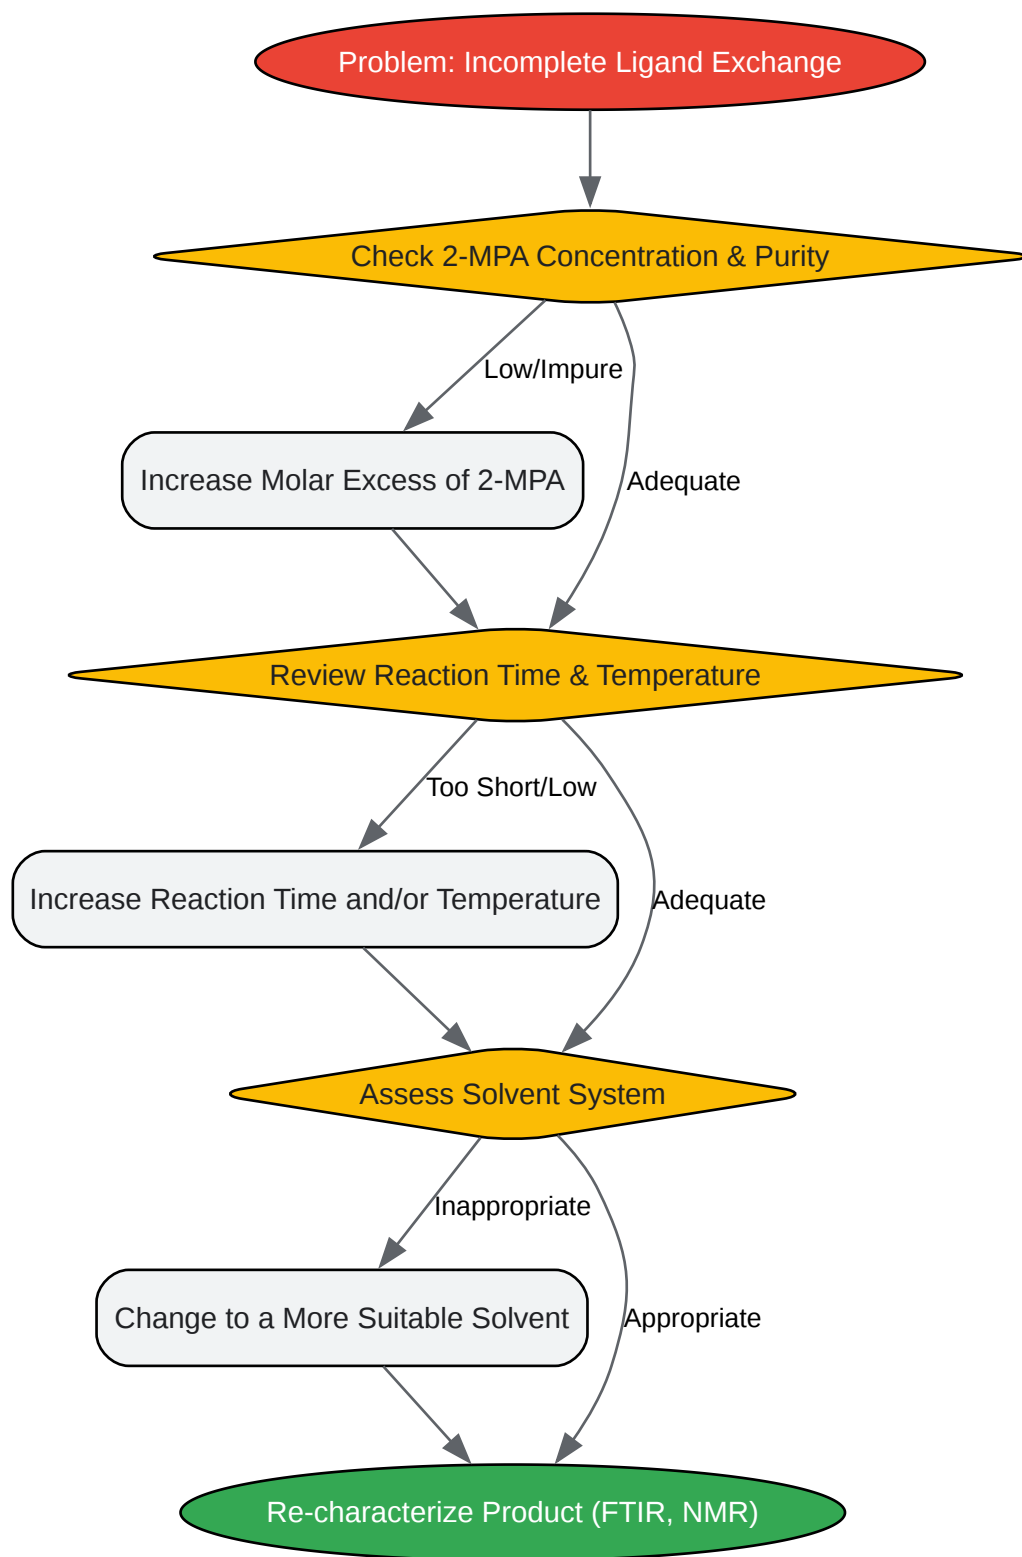 Problem: Incomplete Ligand Exchange
Check 2-MPA Concentration & Purity
Low/Impure
Increase Molar Excess of 2-MPA
Adequate
Review Reaction Time & Temperature
Too Short/Low
Increase Reaction Time and/or Temperature
Adequate
Assess Solvent System
Inappropriate
Change to a More Suitable Solvent
Appropriate
Re-characterize Product (FTIR, NMR)